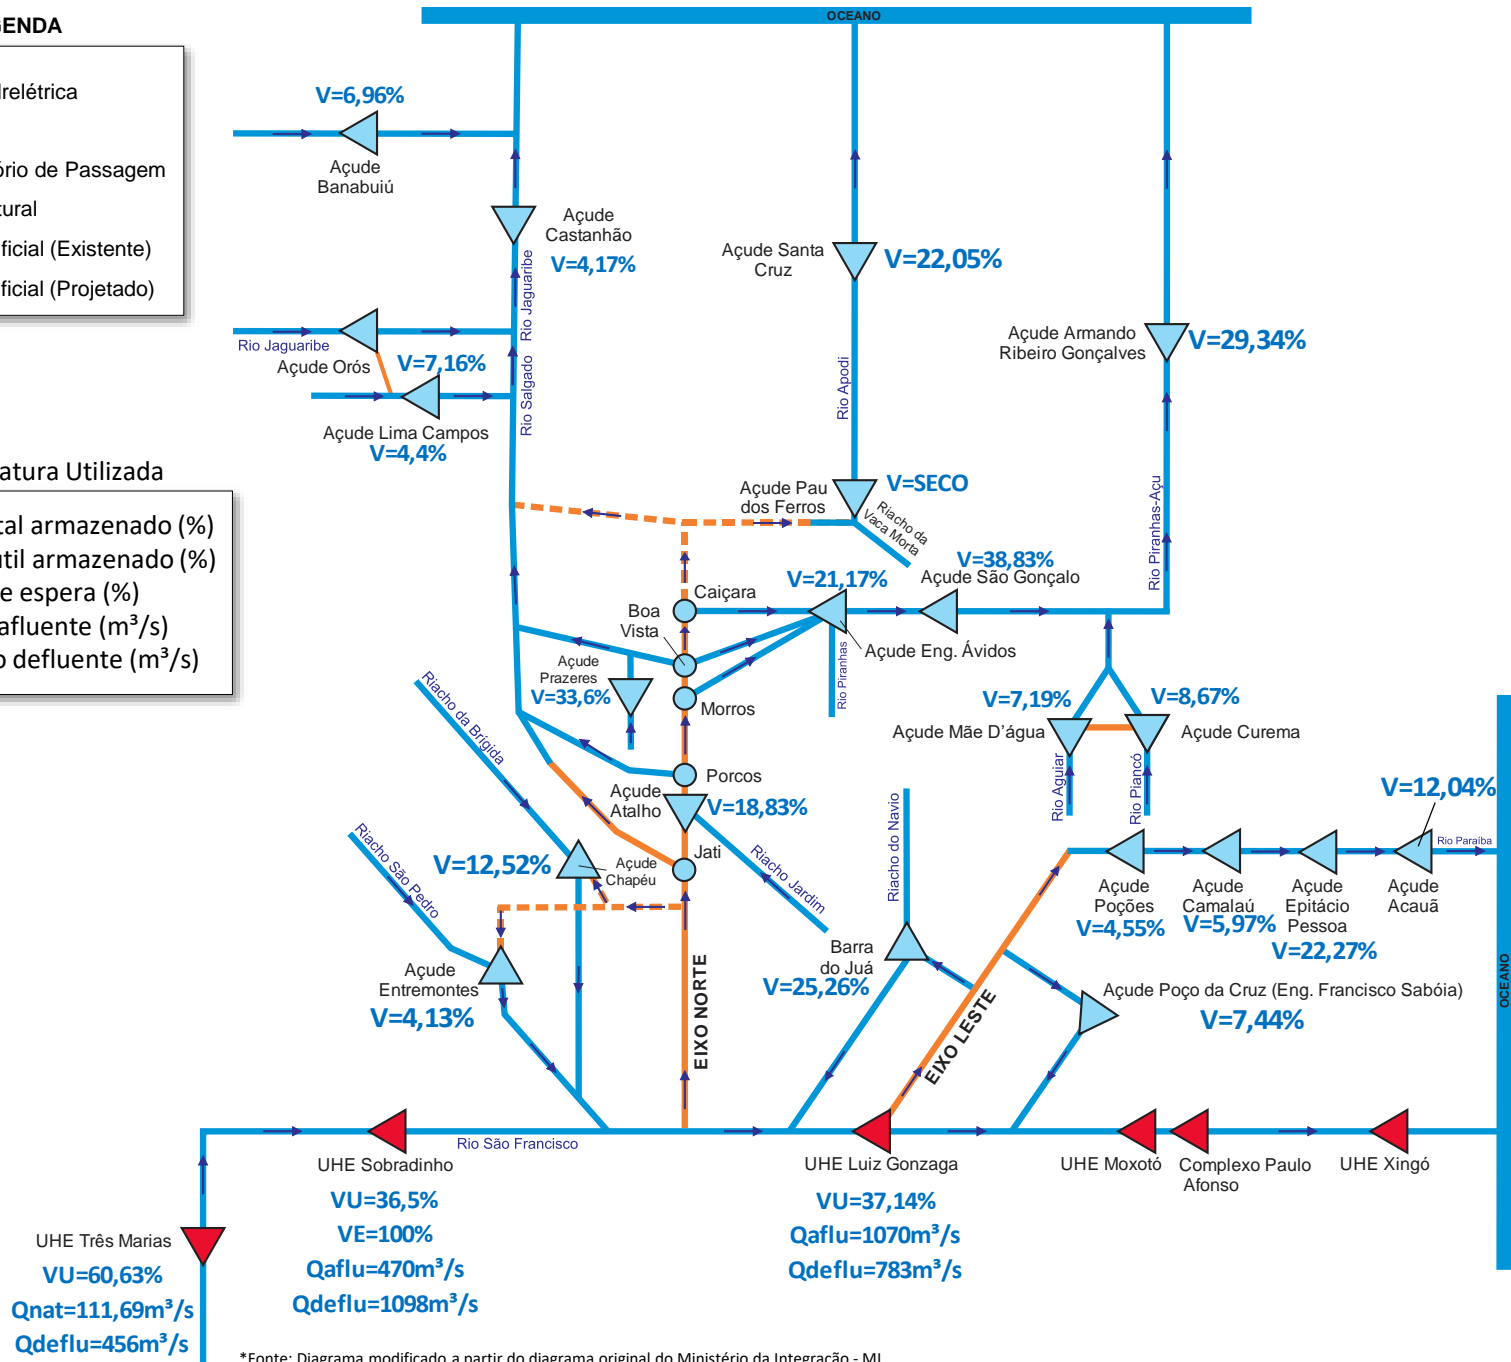 OCEANO
GENDA
drelétrica
ório de Passagem
tural
ficial (Existente)
ficial (Projetado)
V=6,96%
Açude
Banabuiú
Açude
Castanhão
V=4,17%
Rio Jaguaribe
Açude Santa
Cruz
V=22,05%
Rio Jaguaribe
Açude Orós
V=7,16%
Rio Salgado
Açude Lima Campos
V=4,4%
Rio Apodi
Açude Armando
Ribeiro Gonçalves
V=29,34%
atura Utilizada
tal armazenado (%)
útil armazenado (%)
e espera (%)
afluente (m³/s)
o defluente (m³/s)
Açude Pau
dos Ferros
V=SECO
Riacho da
Vaca Morta
Rio Piranhas-Açu
V=38,83%
Açude São Gonçalo
V=21,17%
Açude Eng. Ávidos
Rio Piranhas
Caiçara
Boa
Vista
Morros
Açude
Prazeres
V=33,6%
Riacho da Brígida
Porcos
Açude
Atalho
V=18,83%
Jati
Riacho Jardim
V=7,19%
Açude Mãe D'água
V=8,67%
Açude Curema
Rio Aguiar
Rio Piancó
V=12,04%
Rio Paraíba
Riacho São Pedro
V=12,52%
Açude
Chapéu
Riacho do Navio
Açude
Poções
V=4,55%
Açude
Camalaú
V=5,97%
Açude
Epitácio
Pessoa
V=22,27%
Açude
Acauã
Açude
Entremontes
V=4,13%
Barra
do Juá
V=25,26%
EIXO NORTE
EIXO LESTE
Açude Poço da Cruz (Eng. Francisco Sabóia)
V=7,44%
OCEANO
Rio São Francisco
UHE Sobradinho
VU=36,5%
VE=100%
Qaflu=470m³/s
Qdeflu=1098m³/s
UHE Luiz Gonzaga
VU=37,14%
Qaflu=1070m³/s
Qdeflu=783m³/s
UHE Moxotó
Complexo Paulo
Afonso
UHE Xingó
UHE Três Marias
VU=60,63%
Qnat=111,69m³/s
Qdeflu=456m³/s
*Fonte: Diagrama modificado a partir do diagrama original do Ministério da Integração - MI